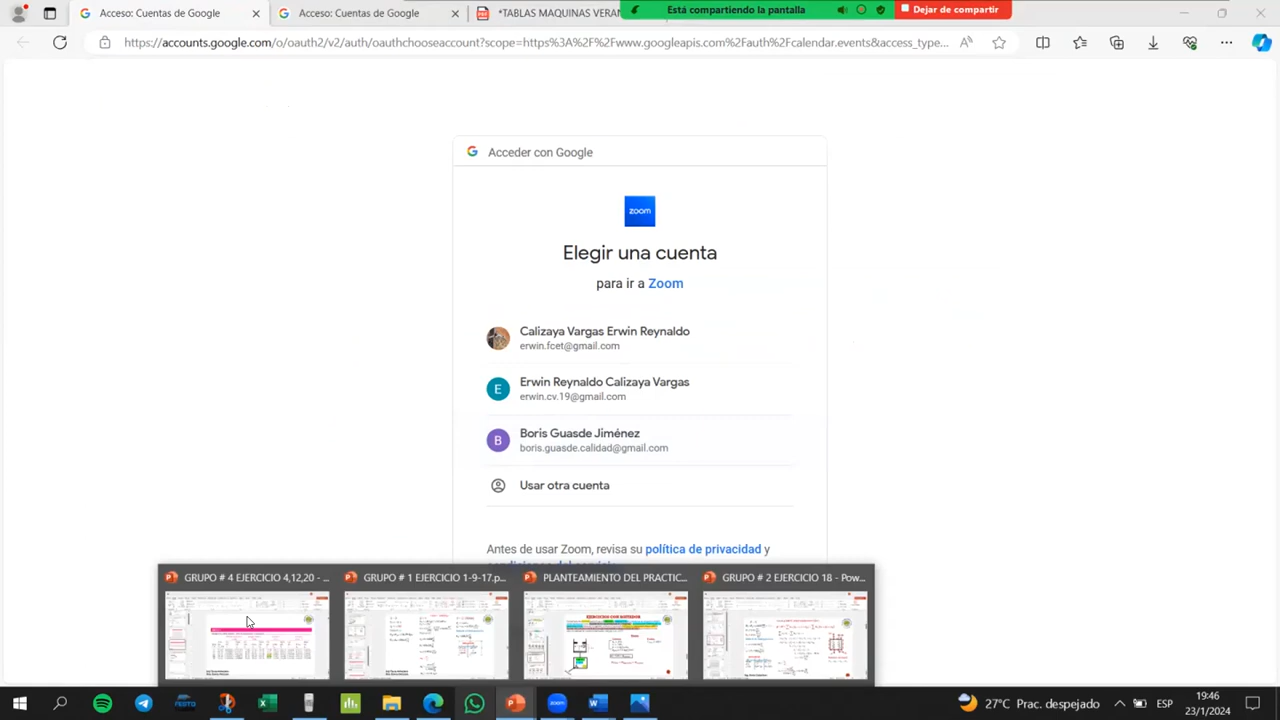 Acceso: Cuentas de Google
Acceso: Cuentas de Google
*TABLAS MAQUINAS VERAN
Está compartiendo la pantalla
Dejar de compartir
https://accounts.google.com/o/oauth2/v2/auth/oauthchooseaccount?scope=https%3A%2F%2Fwww.googleapis.com%2Fauth%2Fcalendar.events&access_type...
Acceder con Google
zoom
Elegir una cuenta
para ir a Zoom
Calizaya Vargas Erwin Reynaldo
erwin.fcet@gmail.com
E
Erwin Reynaldo Calizaya Vargas
erwin.cv.19@gmail.com
B
Boris Guasde Jiménez
boris.guasde.calidad@gmail.com
Usar otra cuenta
Antes de usar Zoom, revisa su política de privacidad y
GRUPO # 4 EJERCICIO 4,12,20 - ...
GRUPO # 1 EJERCICIO 1-9-17.p...
PLANTEAMIENTO DEL PRACTIC...
GRUPO # 2 EJERCICIO 18 - Pow...
FESTO
zoom
27°C Prac. despejado
ESP
19:46
23/1/2024